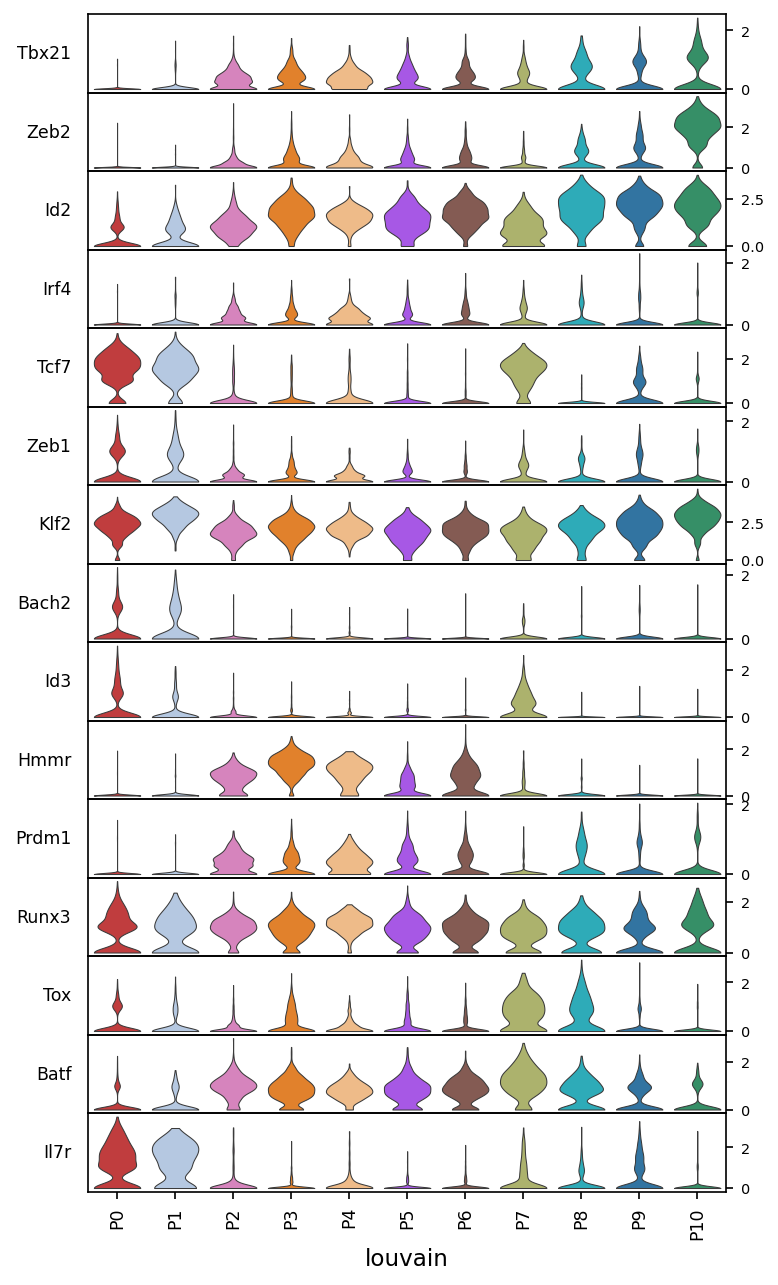 Tbx21 2 0
Zeb2 2 0
Id2 2.5 0.0
Irf4 2 0
Tcf7 2 0
Zeb1 2 0
Klf2 2.5 0.0
Bach2 2 0
Id3 2 0
Hmmr 2 0
Prdm1 2 0
Runx3 2 0
Tox 2 0
Batf 2 0
Il7r 2 0
P0 P1 P2 P3 P4 P5 P6 P7 P8 P9 P10
louvain